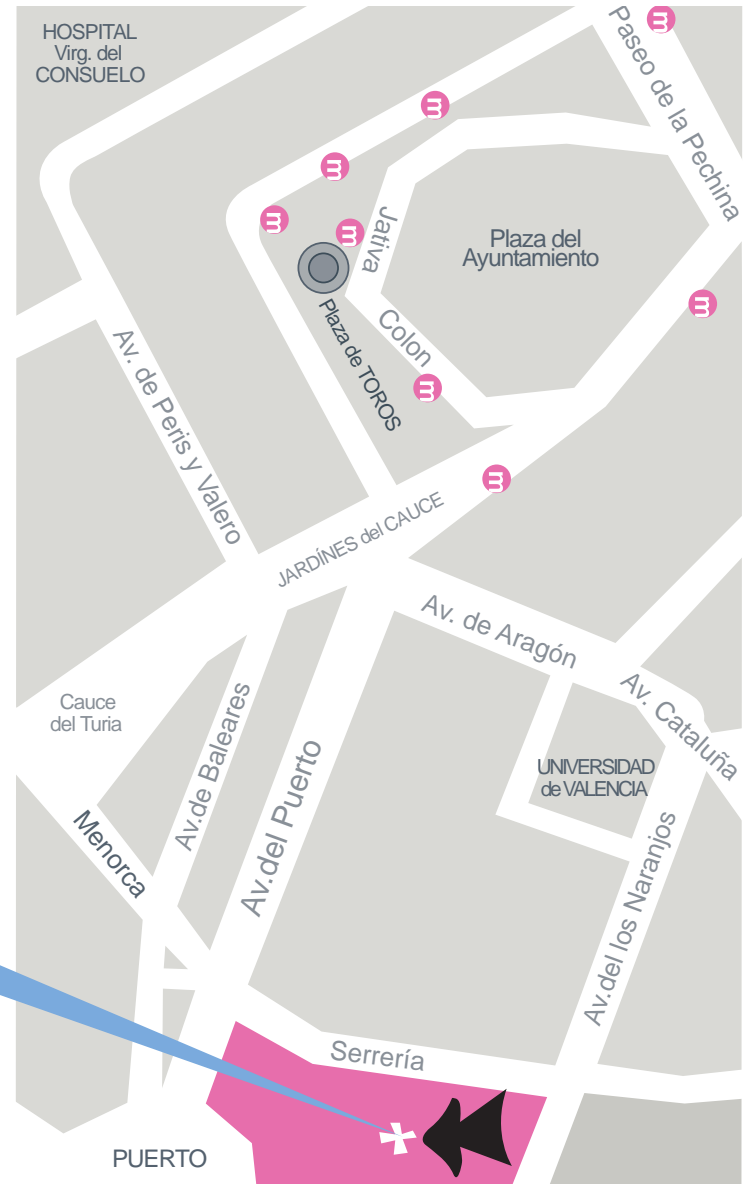 HOSPITAL
Virg. del
CONSUELO
Paseo de la Pechina
m
m
m
m
m
Jativa
Plaza del
Ayuntamiento
m
Plaza de TOROS
Colon
m
Av. de Peris y Valero
m
JARDÍNES del CAUCE
Av. de Aragón
Av. Cataluña
Cauce
del Turia
Av.de Baleares
Av.del Puerto
UNIVERSIDAD
de VALENCIA
Menorca
Av.del los Naranjos
Serrería
PUERTO